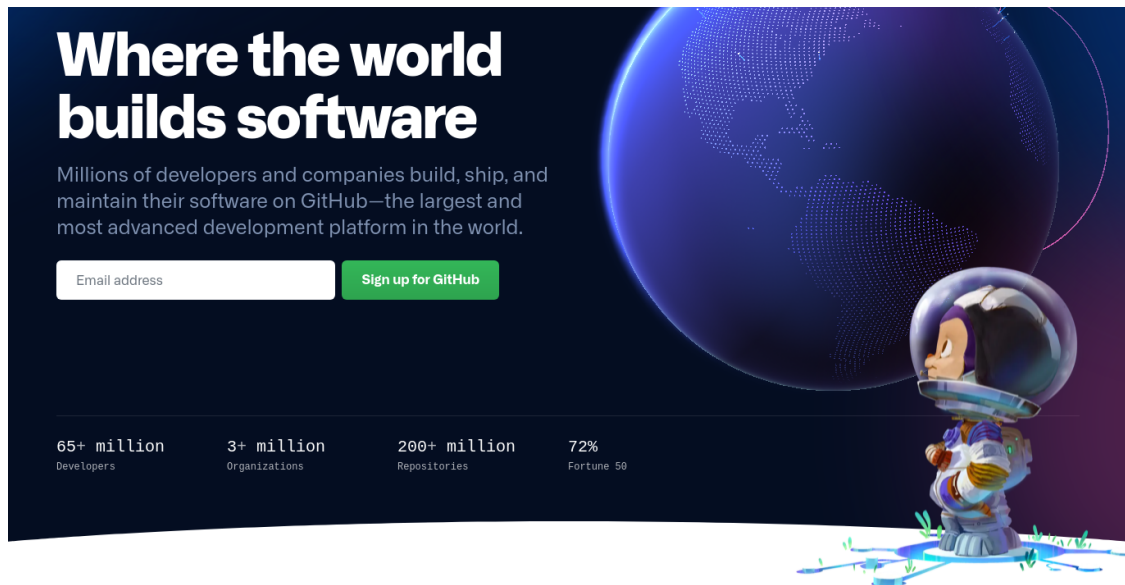 Where the world
builds software
Millions of developers and companies build, ship, and
maintain their software on GitHub—the largest and
most advanced development platform in the world.
Email address
Sign up for GitHub
65+ million
3+ million
200+ million
72%
Developers
Organizations
Repositories
Fortune 50